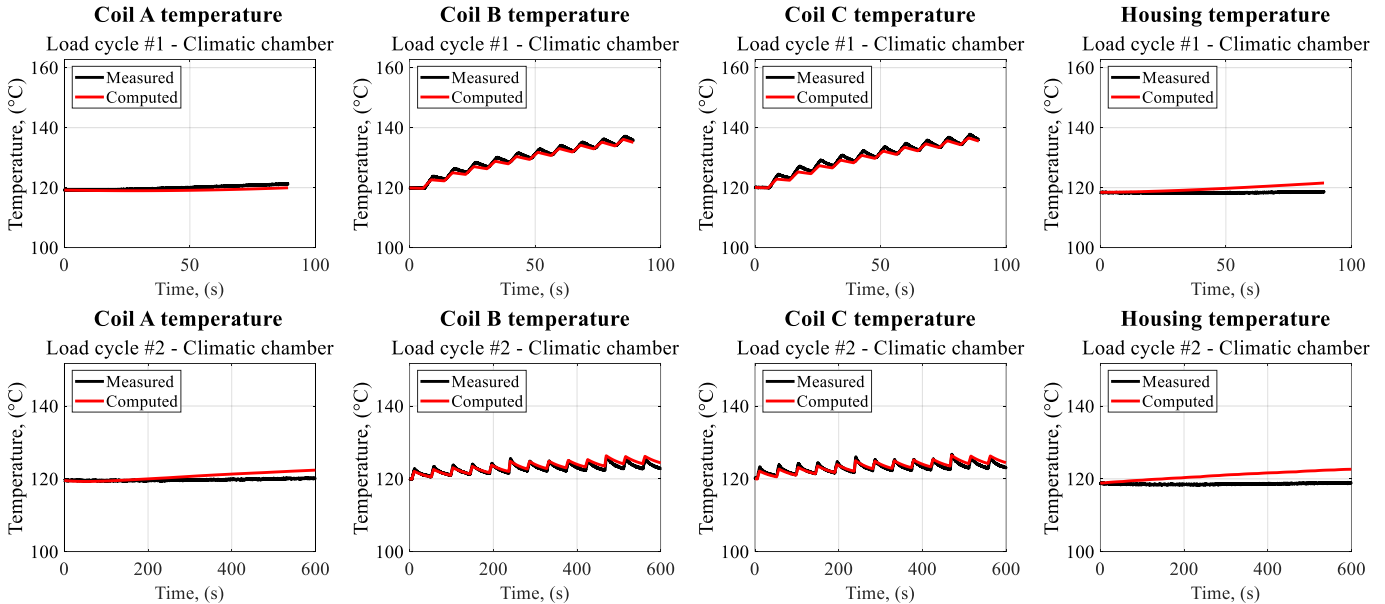 Coil A temperature
Load cycle #1 - Climatic chamber
Temperature, (°C)
160
140
120
100
Measured
Computed
0
50
100
Time, (s)
Coil B temperature
Load cycle #1 - Climatic chamber
Temperature, (°C)
160
140
120
100
Measured
Computed
0
50
100
Time, (s)
Coil C temperature
Load cycle #1 - Climatic chamber
Temperature, (°C)
160
140
120
100
Measured
Computed
0
50
100
Time, (s)
Housing temperature
Load cycle #1 - Climatic chamber
Temperature, (°C)
160
140
120
100
Measured
Computed
0
50
100
Time, (s)
Coil A temperature
Load cycle #2 - Climatic chamber
Temperature, (°C)
140
120
100
Measured
Computed
0
200
400
600
Time, (s)
Coil B temperature
Load cycle #2 - Climatic chamber
Temperature, (°C)
140
120
100
Measured
Computed
0
200
400
600
Time, (s)
Coil C temperature
Load cycle #2 - Climatic chamber
Temperature, (°C)
140
120
100
Measured
Computed
0
200
400
600
Time, (s)
Housing temperature
Load cycle #2 - Climatic chamber
Temperature, (°C)
140
120
100
Measured
Computed
0
200
400
600
Time, (s)